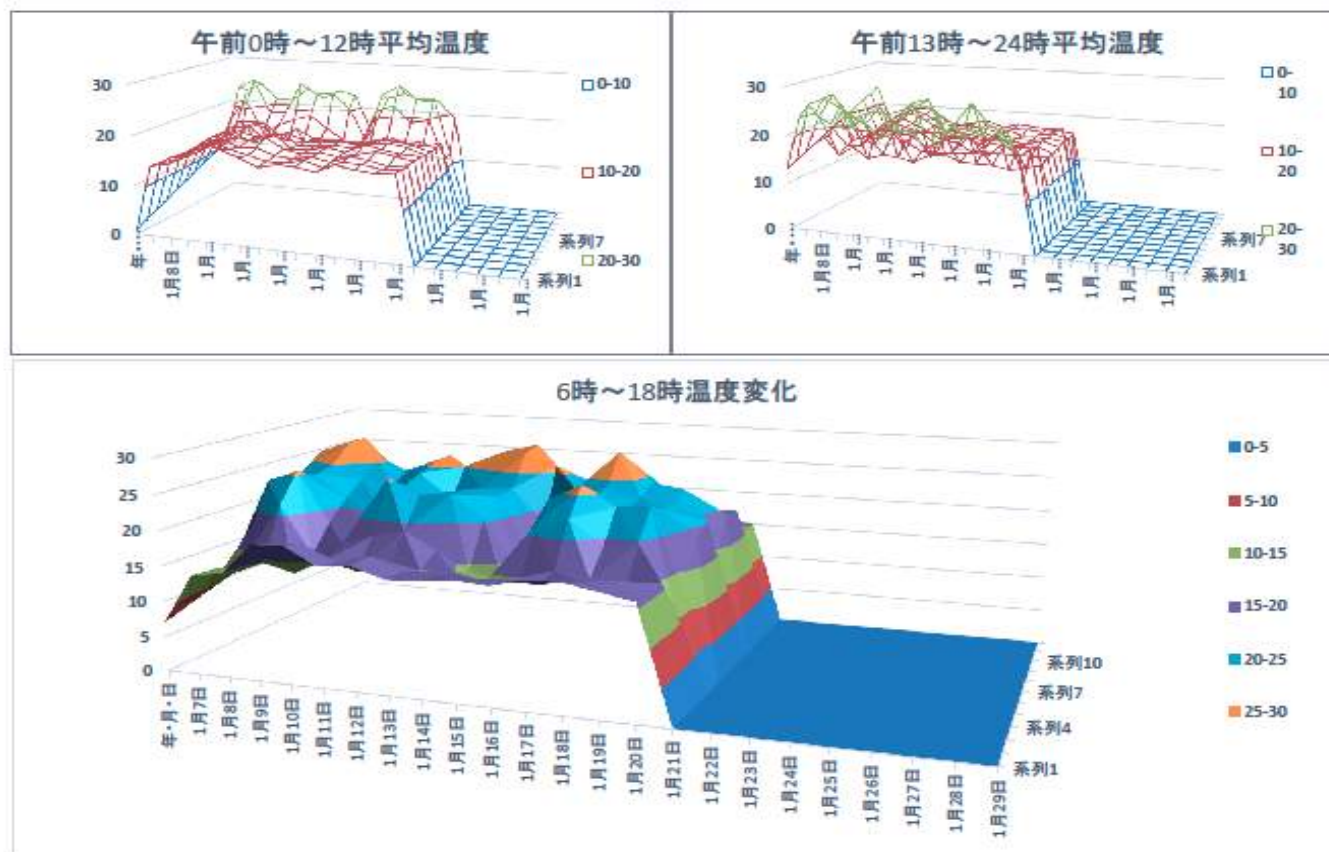 午前0時～12時平均温度
30
20
10
0
年・…
1月8日
1月…
1月…
1月…
1月…
1月…
1月…
1月…
1月…
1月…
系列1
系列7
0-10
10-20
20-30
午前13時～24時平均温度
30
20
10
0
年・…
1月8日
1月…
1月…
1月…
1月…
1月…
1月…
1月…
1月…
1月…
系列1
系列7
0-
10
10-
20
20-
30
6時～18時温度変化
30
25
20
15
10
5
0
年・月・日
1月7日
1月8日
1月9日
1月10日
1月11日
1月12日
1月13日
1月14日
1月15日
1月16日
1月17日
1月18日
1月19日
1月20日
1月21日
1月22日
1月23日
1月24日
1月25日
1月26日
1月27日
1月28日
1月29日
系列1
系列4
系列7
系列10
0-5
5-10
10-15
15-20
20-25
25-30